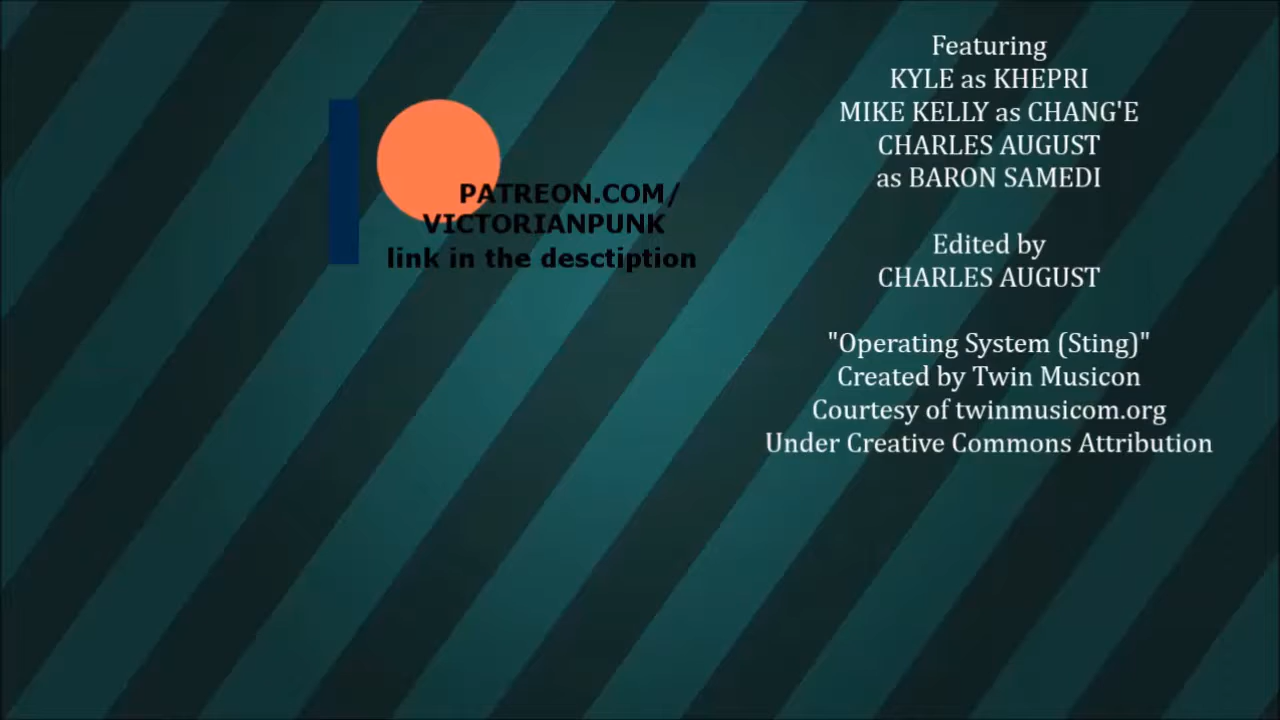 PATREON.COM/
VICTORIANPUNK
link in the desctiption
Featuring
KYLE as KHEPRI
MIKE KELLY as CHANG'E
CHARLES AUGUST
as BARON SAMEDI
Edited by
CHARLES AUGUST
"Operating System (Sting)"
Created by Twin Musicon
Courtesy of twinmusicom.org
Under Creative Commons Attribution